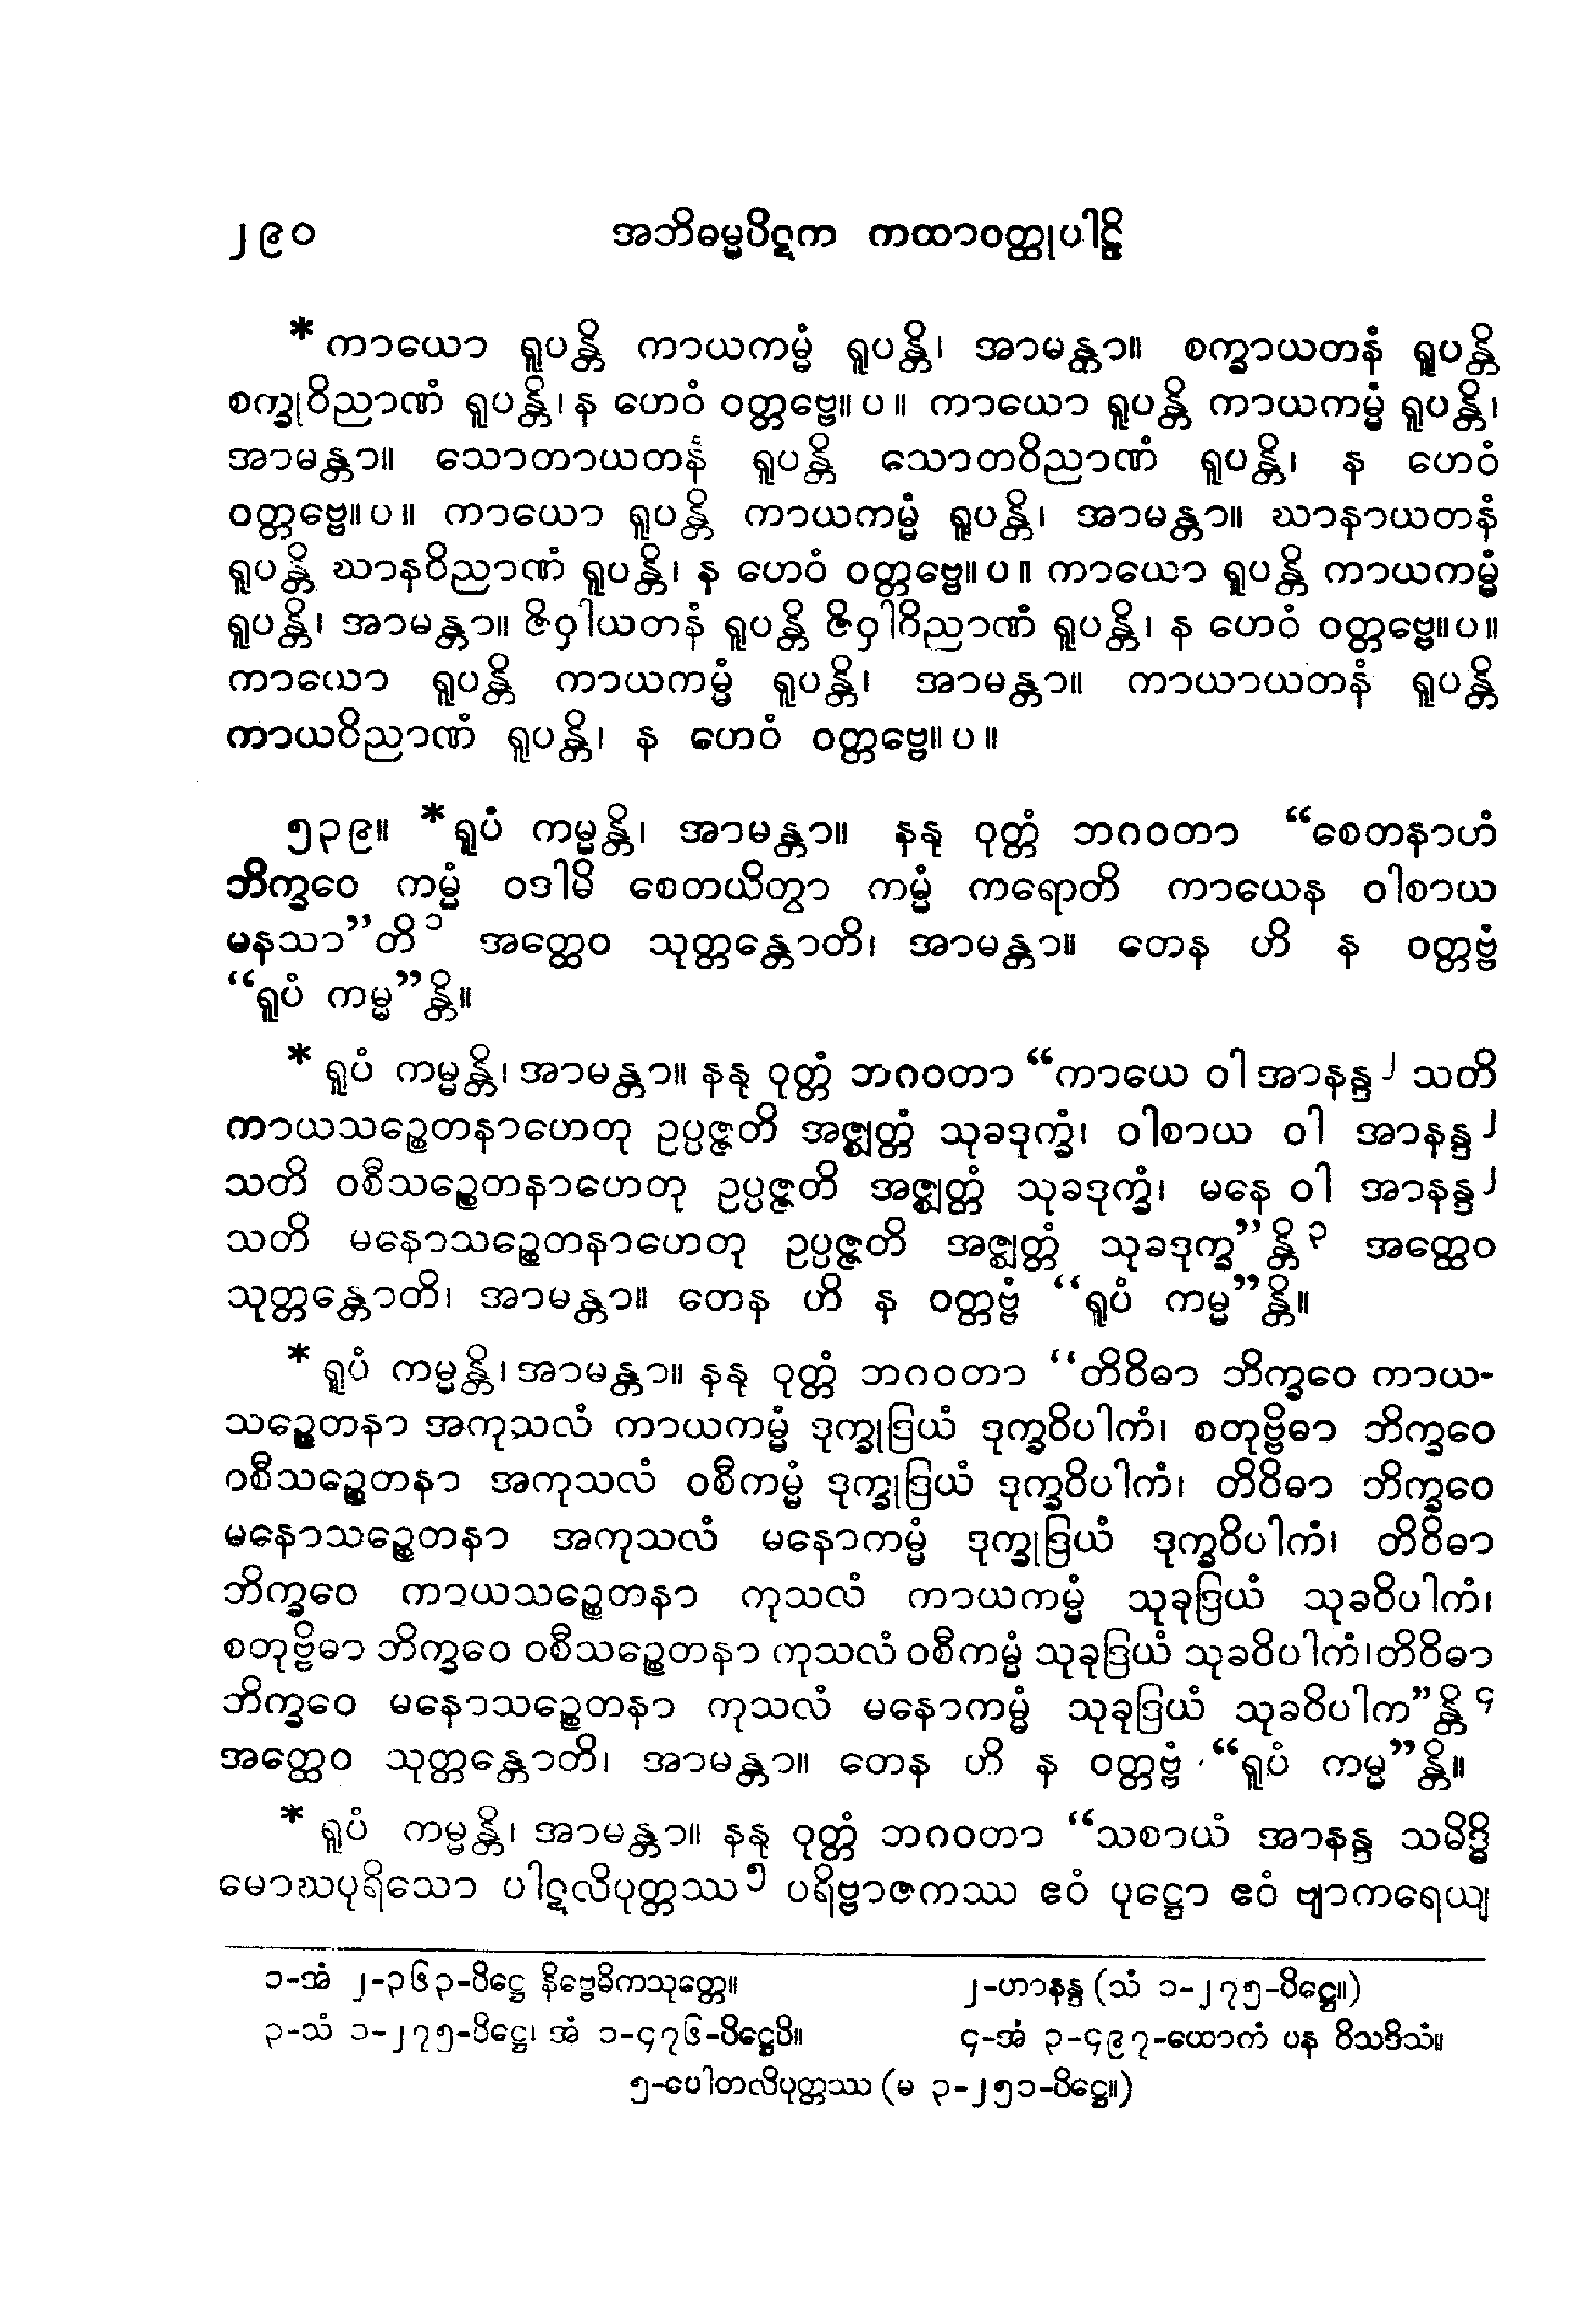 ၂၉၀ အဘိဓမ္မပိဋက ကထာဝတ္ထုပါဠိ
* ကာယော ရူပန္တိ ကာယကမ္မံ ရူပန္တိ၊ အာမန္တာ။ စက္ခာယတနံ ရူပန္တိ
စက္ခုဝိညာဏံ ရူပန္တိ၊ န ဟေဝံ ဝတ္တဗ္ဗေ။ပ။ ကာယော ရူပန္တိ ကာယကမ္မံ ရူပန္တိ၊
အာမန္တာ။ သောတာယတနံ ရူပန္တိ သောတဝိညာဏံ ရူပန္တိ၊ န ဟေဝံ
ဝတ္တဗ္ဗေ။ပ။ ကာယော ရူပန္တိ ကာယကမ္မံ ရူပန္တိ၊ အာမန္တာ။ ဃာနာယတနံ
ရူပန္တိ ဃာနဝိညာဏံ ရူပန္တိ၊ န ဟေဝံ ဝတ္တဗ္ဗေ။ပ။ ကာယော ရူပန္တိ ကာယကမ္မံ
ရူပန္တိ၊ အာမန္တာ။ ဇိဝှါယတနံ ရူပန္တိ ဇိဝှါဝိညာဏံ ရူပန္တိ၊ န ဟေဝံ ဝတ္တဗ္ဗေ။ပ။
ကာယော ရူပန္တိ ကာယကမ္မံ ရူပန္တိ၊ အာမန္တာ။ ကာယာယတနံ ရူပန္တိ
ကာယဝိညာဏံ ရူပန္တိ၊ န ဟေဝံ ဝတ္တဗ္ဗေ။ပ။
၅၃၉။ * ရူပံ ကမ္မန္တိ၊ အာမန္တာ။ နနု ဝုတ္တံ ဘဂဝတာ “စေတနာဟံ
ဘိက္ခဝေ ကမ္မံ ဝဒါမိ စေတယိတွာ ကမ္မံ ကရောတိ ကာယေန ဝါစာယ
မနသာ”တိ၁ အတ္ထေဝ သုတ္တန္တောတိ၊ အာမန္တာ။ တေန ဟိ န ဝတ္တဗ္ဗံ
“ရူပံ ကမ္မ”န္တိ။
* ရူပံ ကမ္မန္တိ၊ အာမန္တာ။ နနု ဝုတ္တံ ဘဂဝတာ “ကာယေ ဝါ အာနန္ဒ၂ သတိ
ကာယသဉ္စေတနာဟေတု ဥပ္ပဇ္ဇတိ အဇ္ဈတ္တံ သုခဒုက္ခံ၊ ဝါစာယ ဝါ အာနန္ဒ၂
သတိ ဝစီသဉ္စေတနာဟေတု ဥပ္ပဇ္ဇတိ အဇ္ဈတ္တံ သုခဒုက္ခံ၊ မနေ ဝါ အာနန္ဒ၂
သတိ မနောသဉ္စေတနာဟေတု ဥပ္ပဇ္ဇတိ အဇ္ဈတ္တံ သုခဒုက္ခ”န္တိ၃ အတ္ထေဝ
သုတ္တန္တောတိ၊ အာမန္တာ။ တေန ဟိ န ဝတ္တဗ္ဗံ “ရူပံ ကမ္မ”န္တိ။
* ရူပံ ကမ္မန္တိ၊ အာမန္တာ။ နနု ဝုတ္တံ ဘဂဝတာ “တိဝိဓာ ဘိက္ခဝေ ကာယ-
သဉ္စေတနာ အကုသလံ ကာယကမ္မံ ဒုက္ခုဒြယံ ဒုက္ခဝိပါကံ၊ စတုဗ္ဗိဓာ ဘိက္ခဝေ
ဝစီသဉ္စေတနာ အကုသလံ ဝစီကမ္မံ ဒုက္ခုဒြယံ ဒုက္ခဝိပါကံ၊ တိဝိဓာ ဘိက္ခဝေ
မနောသဉ္စေတနာ အကုသလံ မနောကမ္မံ ဒုက္ခုဒြယံ ဒုက္ခဝိပါကံ၊ တိဝိဓာ
ဘိက္ခဝေ ကာယသဉ္စေတနာ ကုသလံ ကာယကမ္မံ သုခုဒြယံ သုခဝိပါကံ၊
စတုဗ္ဗိဓာ ဘိက္ခဝေ ဝစီသဉ္စေတနာ ကုသလံ ဝစီကမ္မံ သုခုဒြယံ သုခဝိပါကံ၊တိဝိဓာ
ဘိက္ခဝေ မနောသဉ္စေတနာ ကုသလံ မနောကမ္မံ သုခုဒြယံ သုခဝိပါက”န္တိ၄
အတ္ထေဝ သုတ္တန္တောတိ၊ အာမန္တာ။ တေန ဟိ န ဝတ္တဗ္ဗံ “ရူပံ ကမ္မ”န္တိ။
* ရူပံ ကမ္မန္တိ၊ အာမန္တာ။ နနု ဝုတ္တံ ဘဂဝတာ “သစာယံ အာနန္ဒ သမိဒ္ဓိ
မောဃပုရိသော ပါဋလိပုတ္တဿ၅ ပရိဗ္ဗာဇကဿ ဧဝံ ပုဋ္ဌော ဧဝံ ဗျာကရေယျ
၁-အံ ၂-၃၆၃-ပိဋ္ဌေ နိဗ္ဗေဓိကသုတ္တေ။ ၂-ဟာနန္ဒ (သံ ၁-၂၇၅-ပိဋ္ဌေ။)
၃-သံ ၁-၂၇၅-ပိဋ္ဌေ၊ အံ ၁-၄၇၆-ပိဋ္ဌေပိ။ ၄-အံ ၃-၄၉၇-ထောကံ ပန ဝိသဒိသံ။
၅-ပေါတလိပုတ္တဿ (မ ၃-၂၅၁-ပိဋ္ဌေ။)